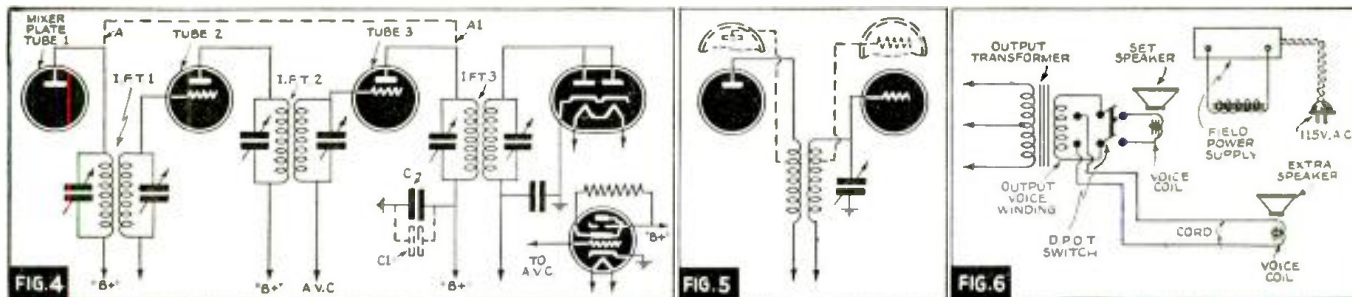 MIXER
PLATE
TUBE 1
A
TUBE 2
TUBE 3
A1
I.F.T 1
I.F.T 2
I.F.T 3
C2
C1
"B+"
"B+"
A.V.C
"B+"
TO
A.V.C
"B+"
FIG.4
FIG.5
OUTPUT
TRANSFORMER
SET
SPEAKER
FIELD
POWER
SUPPLY
115V. A.C
OUTPUT
VOICE
WINDING
D.P.D.T
SWITCH
VOICE
COIL
EXTRA
SPEAKER
CORD
VOICE
COIL
FIG.6